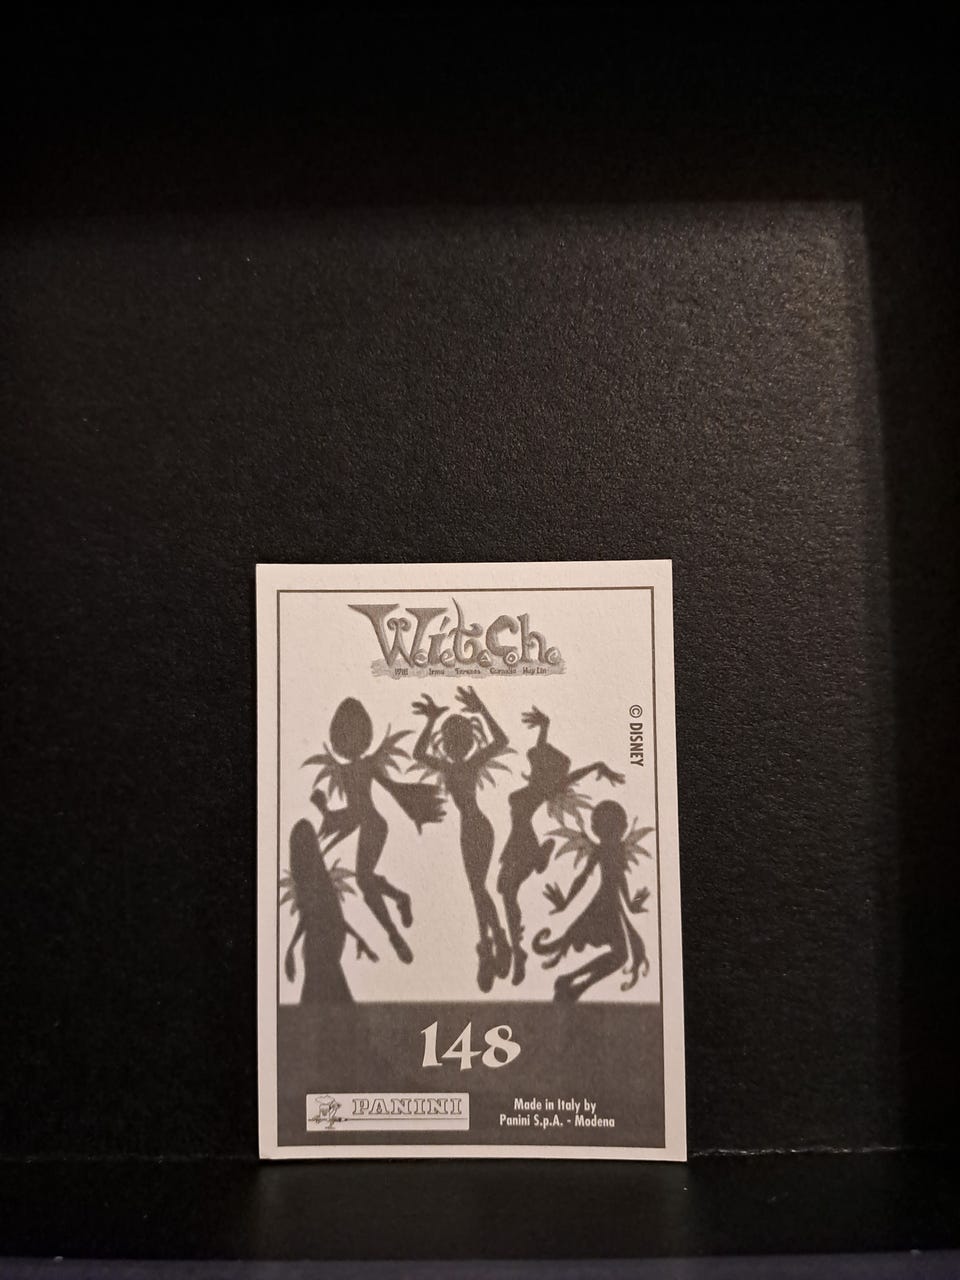 W.i.t.c.h.
Will Irma Taranee Cornelia Hay Lin
© DISNEY
148
PANINI
Made in Italy by
Panini S.p.A. - Modena